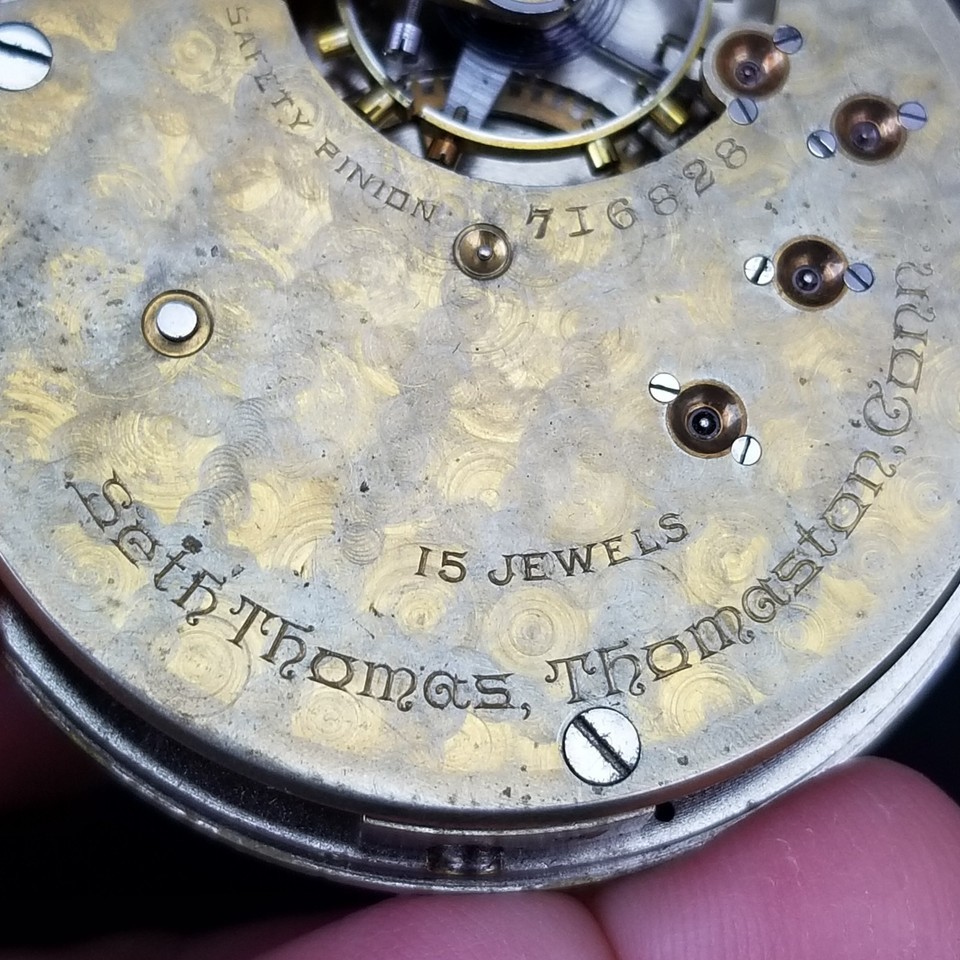 SAFETY PINION
716828
15 JEWELS
Seth Thomas, Thomaston, Conn